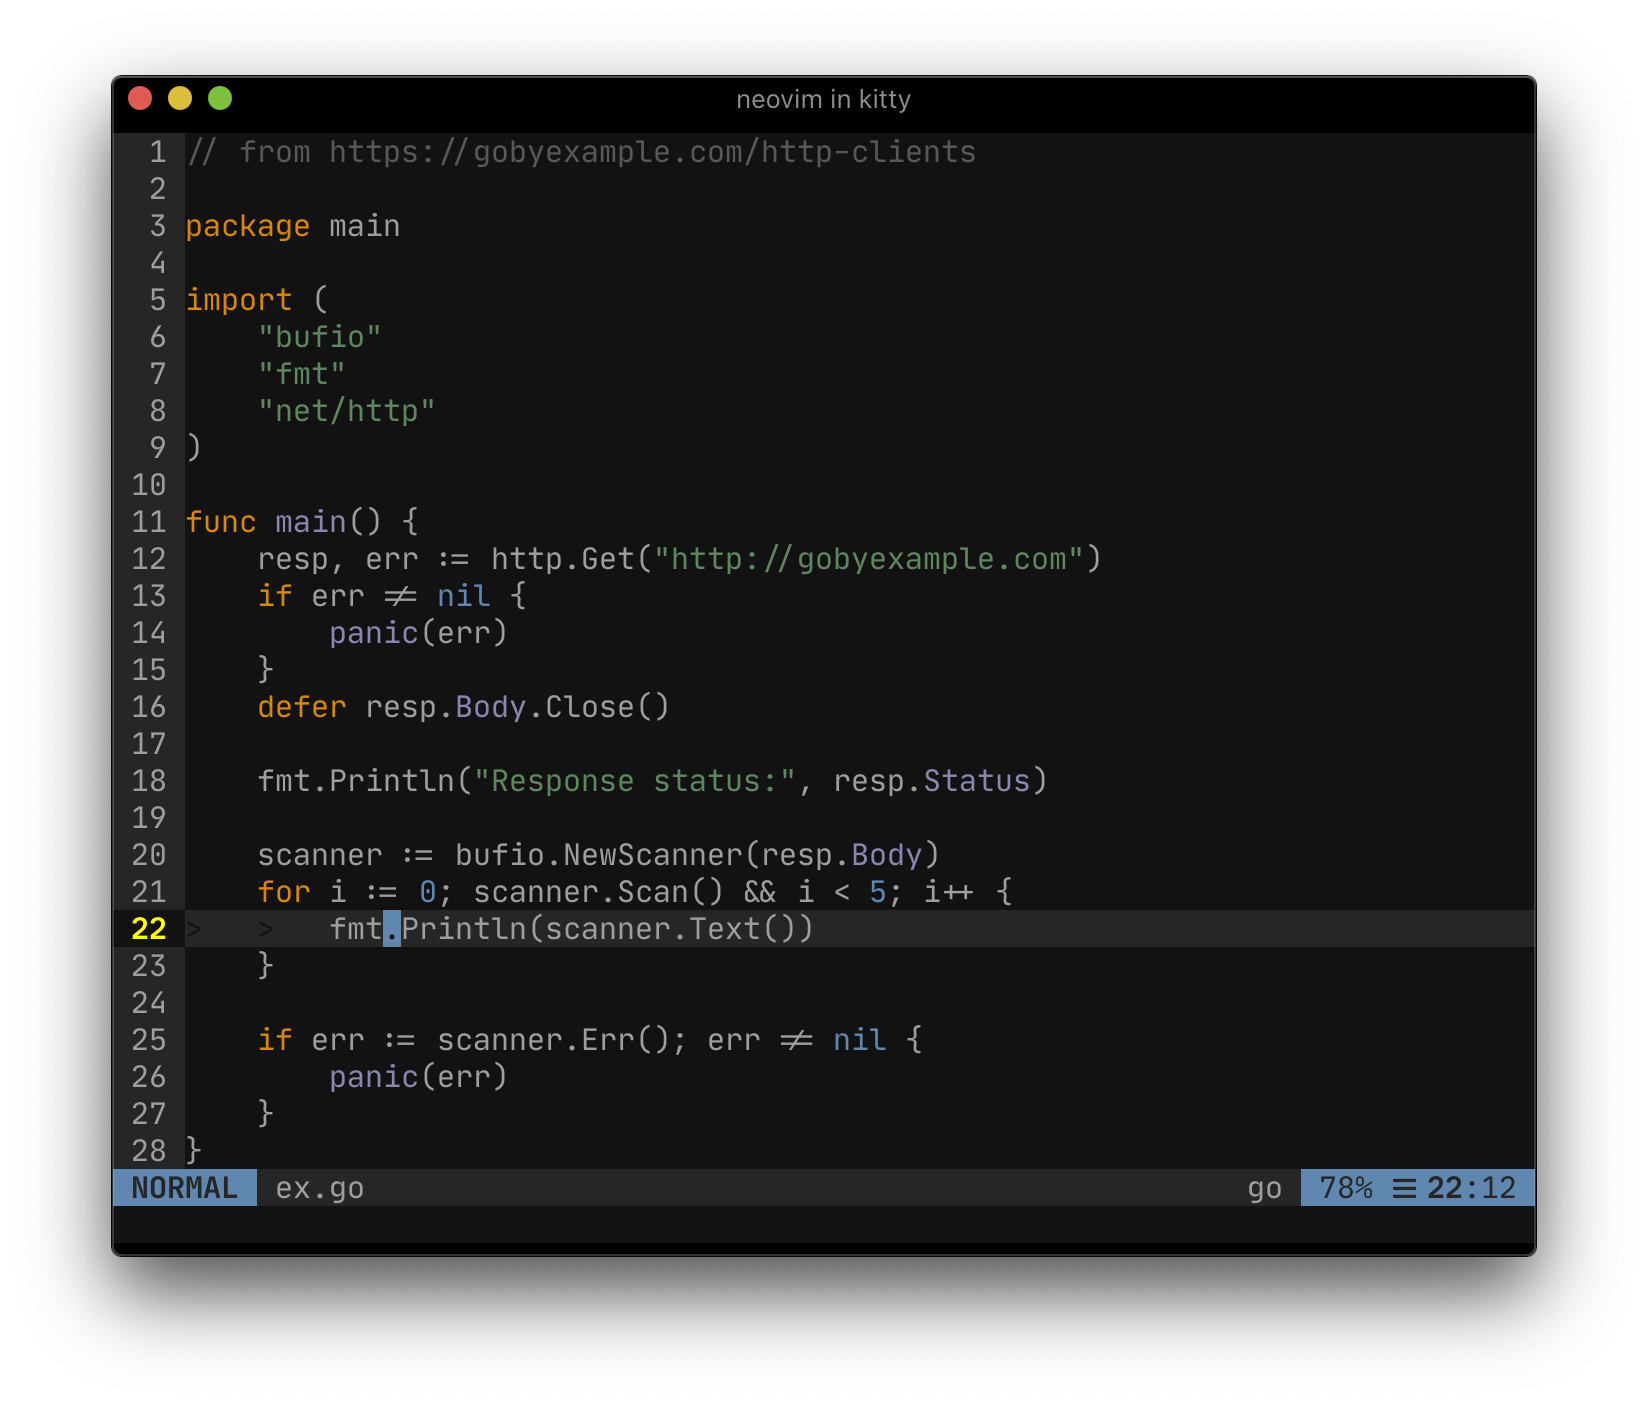 neovim in kitty
1 // from https://gobyexample.com/http-clients
2
3 package main
4
5 import (
6     "bufio"
7     "fmt"
8     "net/http"
9 )
10
11 func main() {
12     resp, err := http.Get("http://gobyexample.com")
13     if err != nil {
14         panic(err)
15     }
16     defer resp.Body.Close()
17
18     fmt.Println("Response status:", resp.Status)
19
20     scanner := bufio.NewScanner(resp.Body)
21     for i := 0; scanner.Scan() && i < 5; i++ {
22 >   >   fmt.Println(scanner.Text())
23     }
24
25     if err := scanner.Err(); err != nil {
26         panic(err)
27     }
28 }
NORMAL ex.go go 78% ☰ 22:12